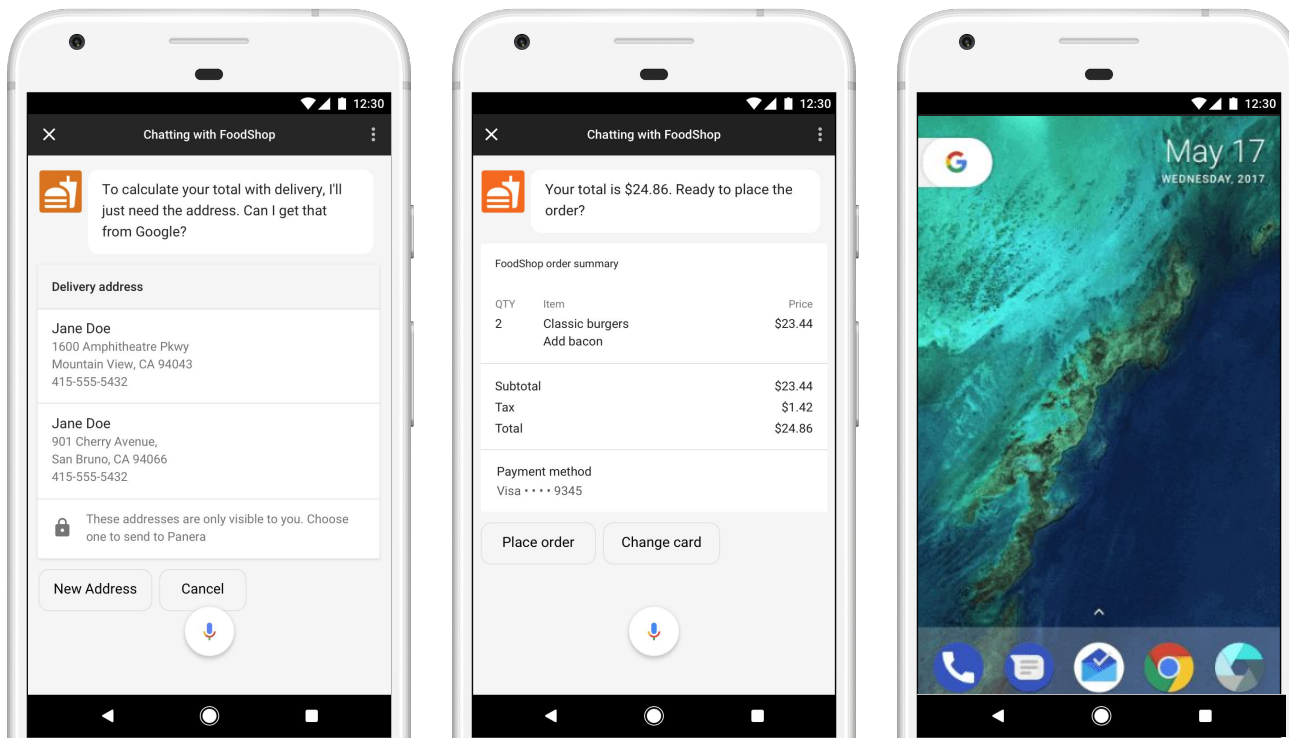 12:30
Chatting with FoodShop
To calculate your total with delivery, I'll
just need the address. Can I get that
from Google?
Delivery address
Jane Doe
1600 Amphitheatre Pkwy
Mountain View, CA 94043
415-555-5432
Jane Doe
901 Cherry Avenue,
San Bruno, CA 94066
415-555-5432
These addresses are only visible to you. Choose
one to send to Panera
New Address Cancel
12:30
Chatting with FoodShop
Your total is $24.86. Ready to place the
order?
FoodShop order summary
QTY Item Price
2 Classic burgers $23.44
Add bacon
Subtotal $23.44
Tax $1.42
Total $24.86
Payment method
Visa •••• 9345
Place order Change card
12:30
G
May 17
WEDNESDAY, 2017